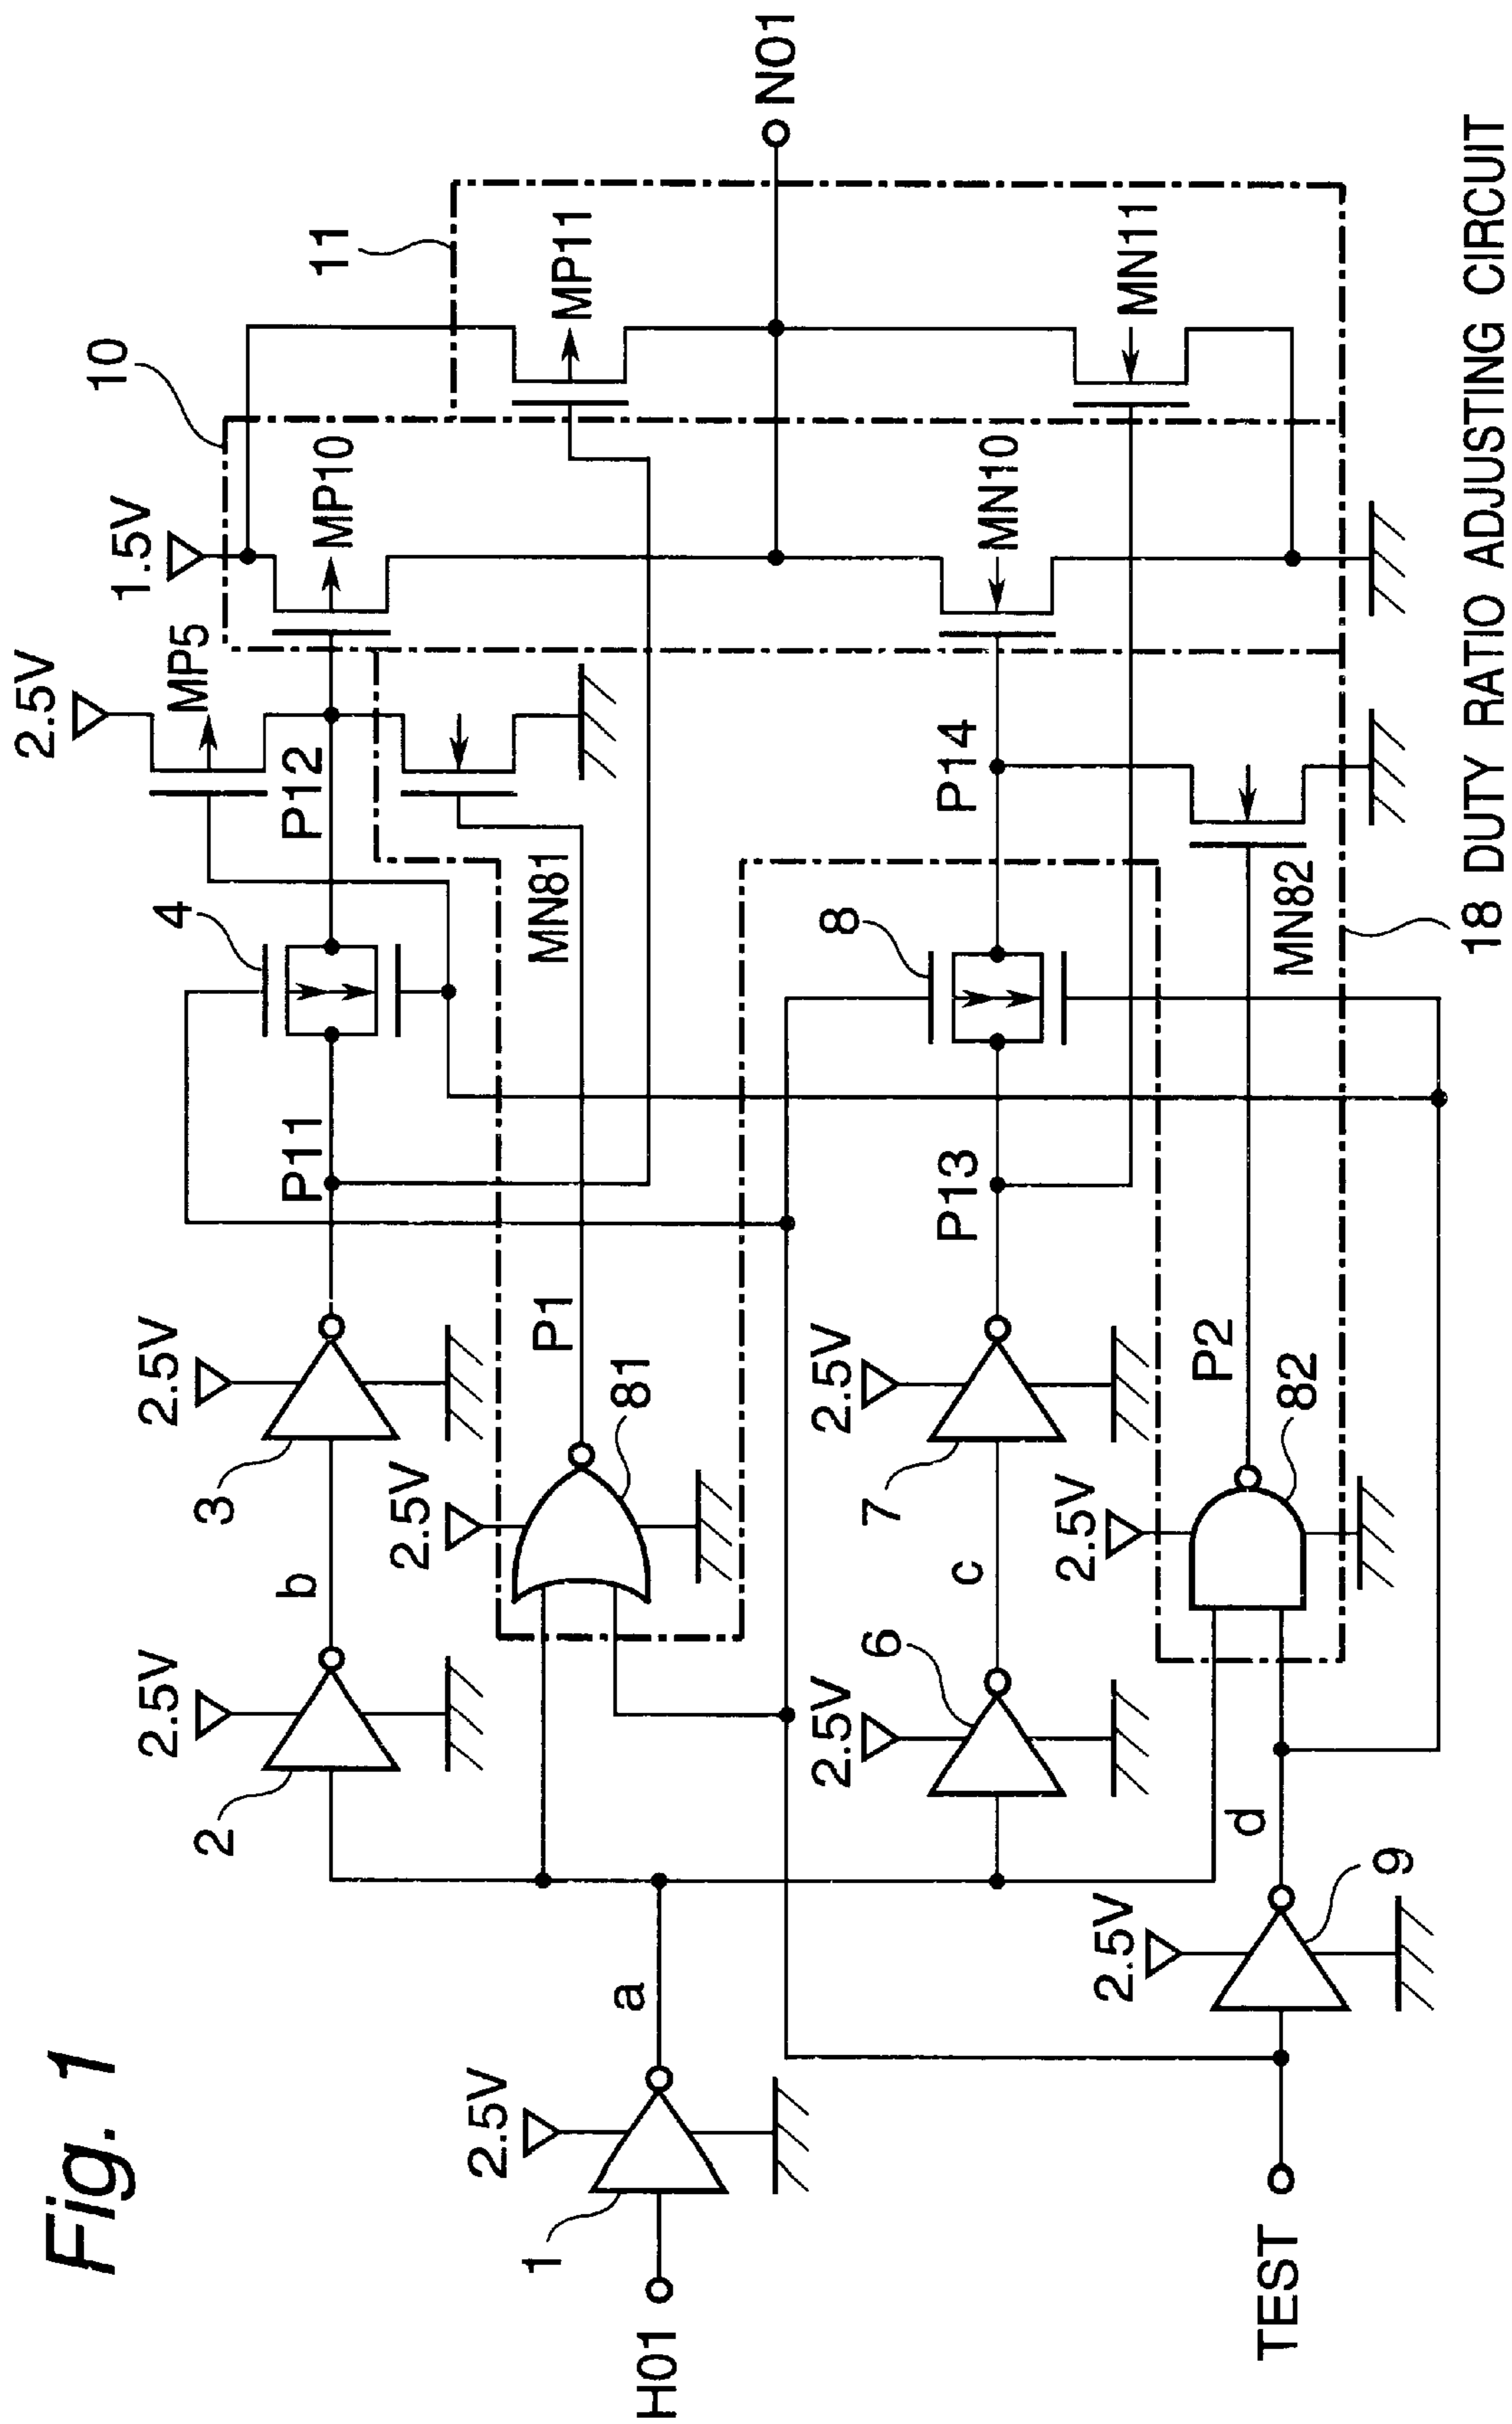 Fig. 1
H01
1
2.5V
a
2
2.5V
b
3
2.5V
P11
4
P12
2.5V
MP5
1.5V
10
MP10
11
MP11
NO1
2.5V
81
P1
MN81
6
2.5V
c
7
2.5V
P13
8
P14
MN10
MN11
TEST
9
2.5V
d
2.5V
82
P2
MN82
18 DUTY RATIO ADJUSTING CIRCUIT